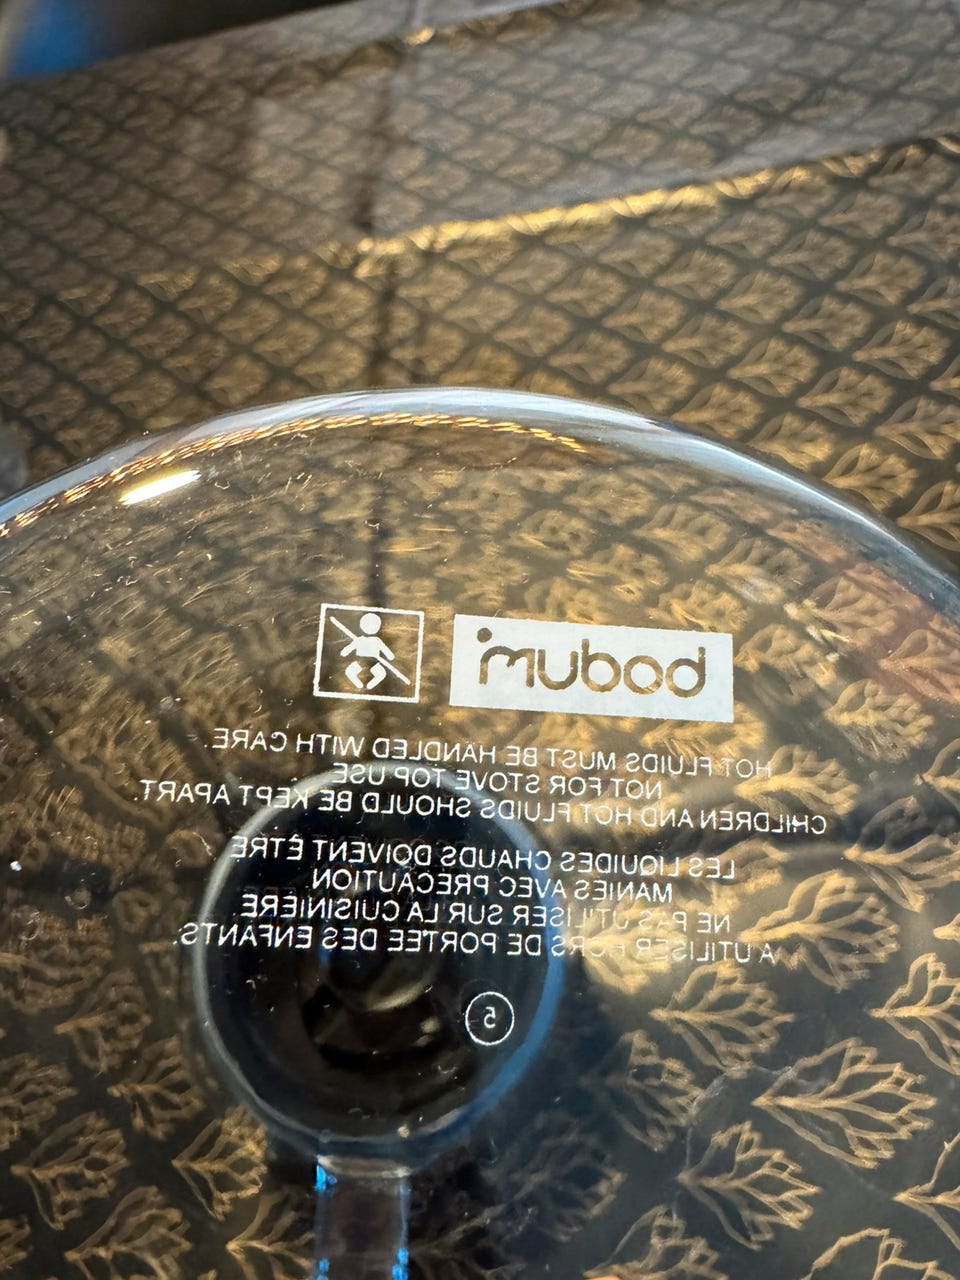 bodum
HOT FLUIDS MUST BE HANDLED WITH CARE.
NOT FOR STOVE TOP USE
CHILDREN AND HOT FLUIDS SHOULD BE KEPT APART.
LES LIQUIDES CHAUDS DOIVENT ÊTRE
MANIES AVEC PRÉCAUTION
NE PAS UTILISER SUR LA CUISINIÈRE
A UTILISER HORS DE PORTEE DES ENFANTS.
5